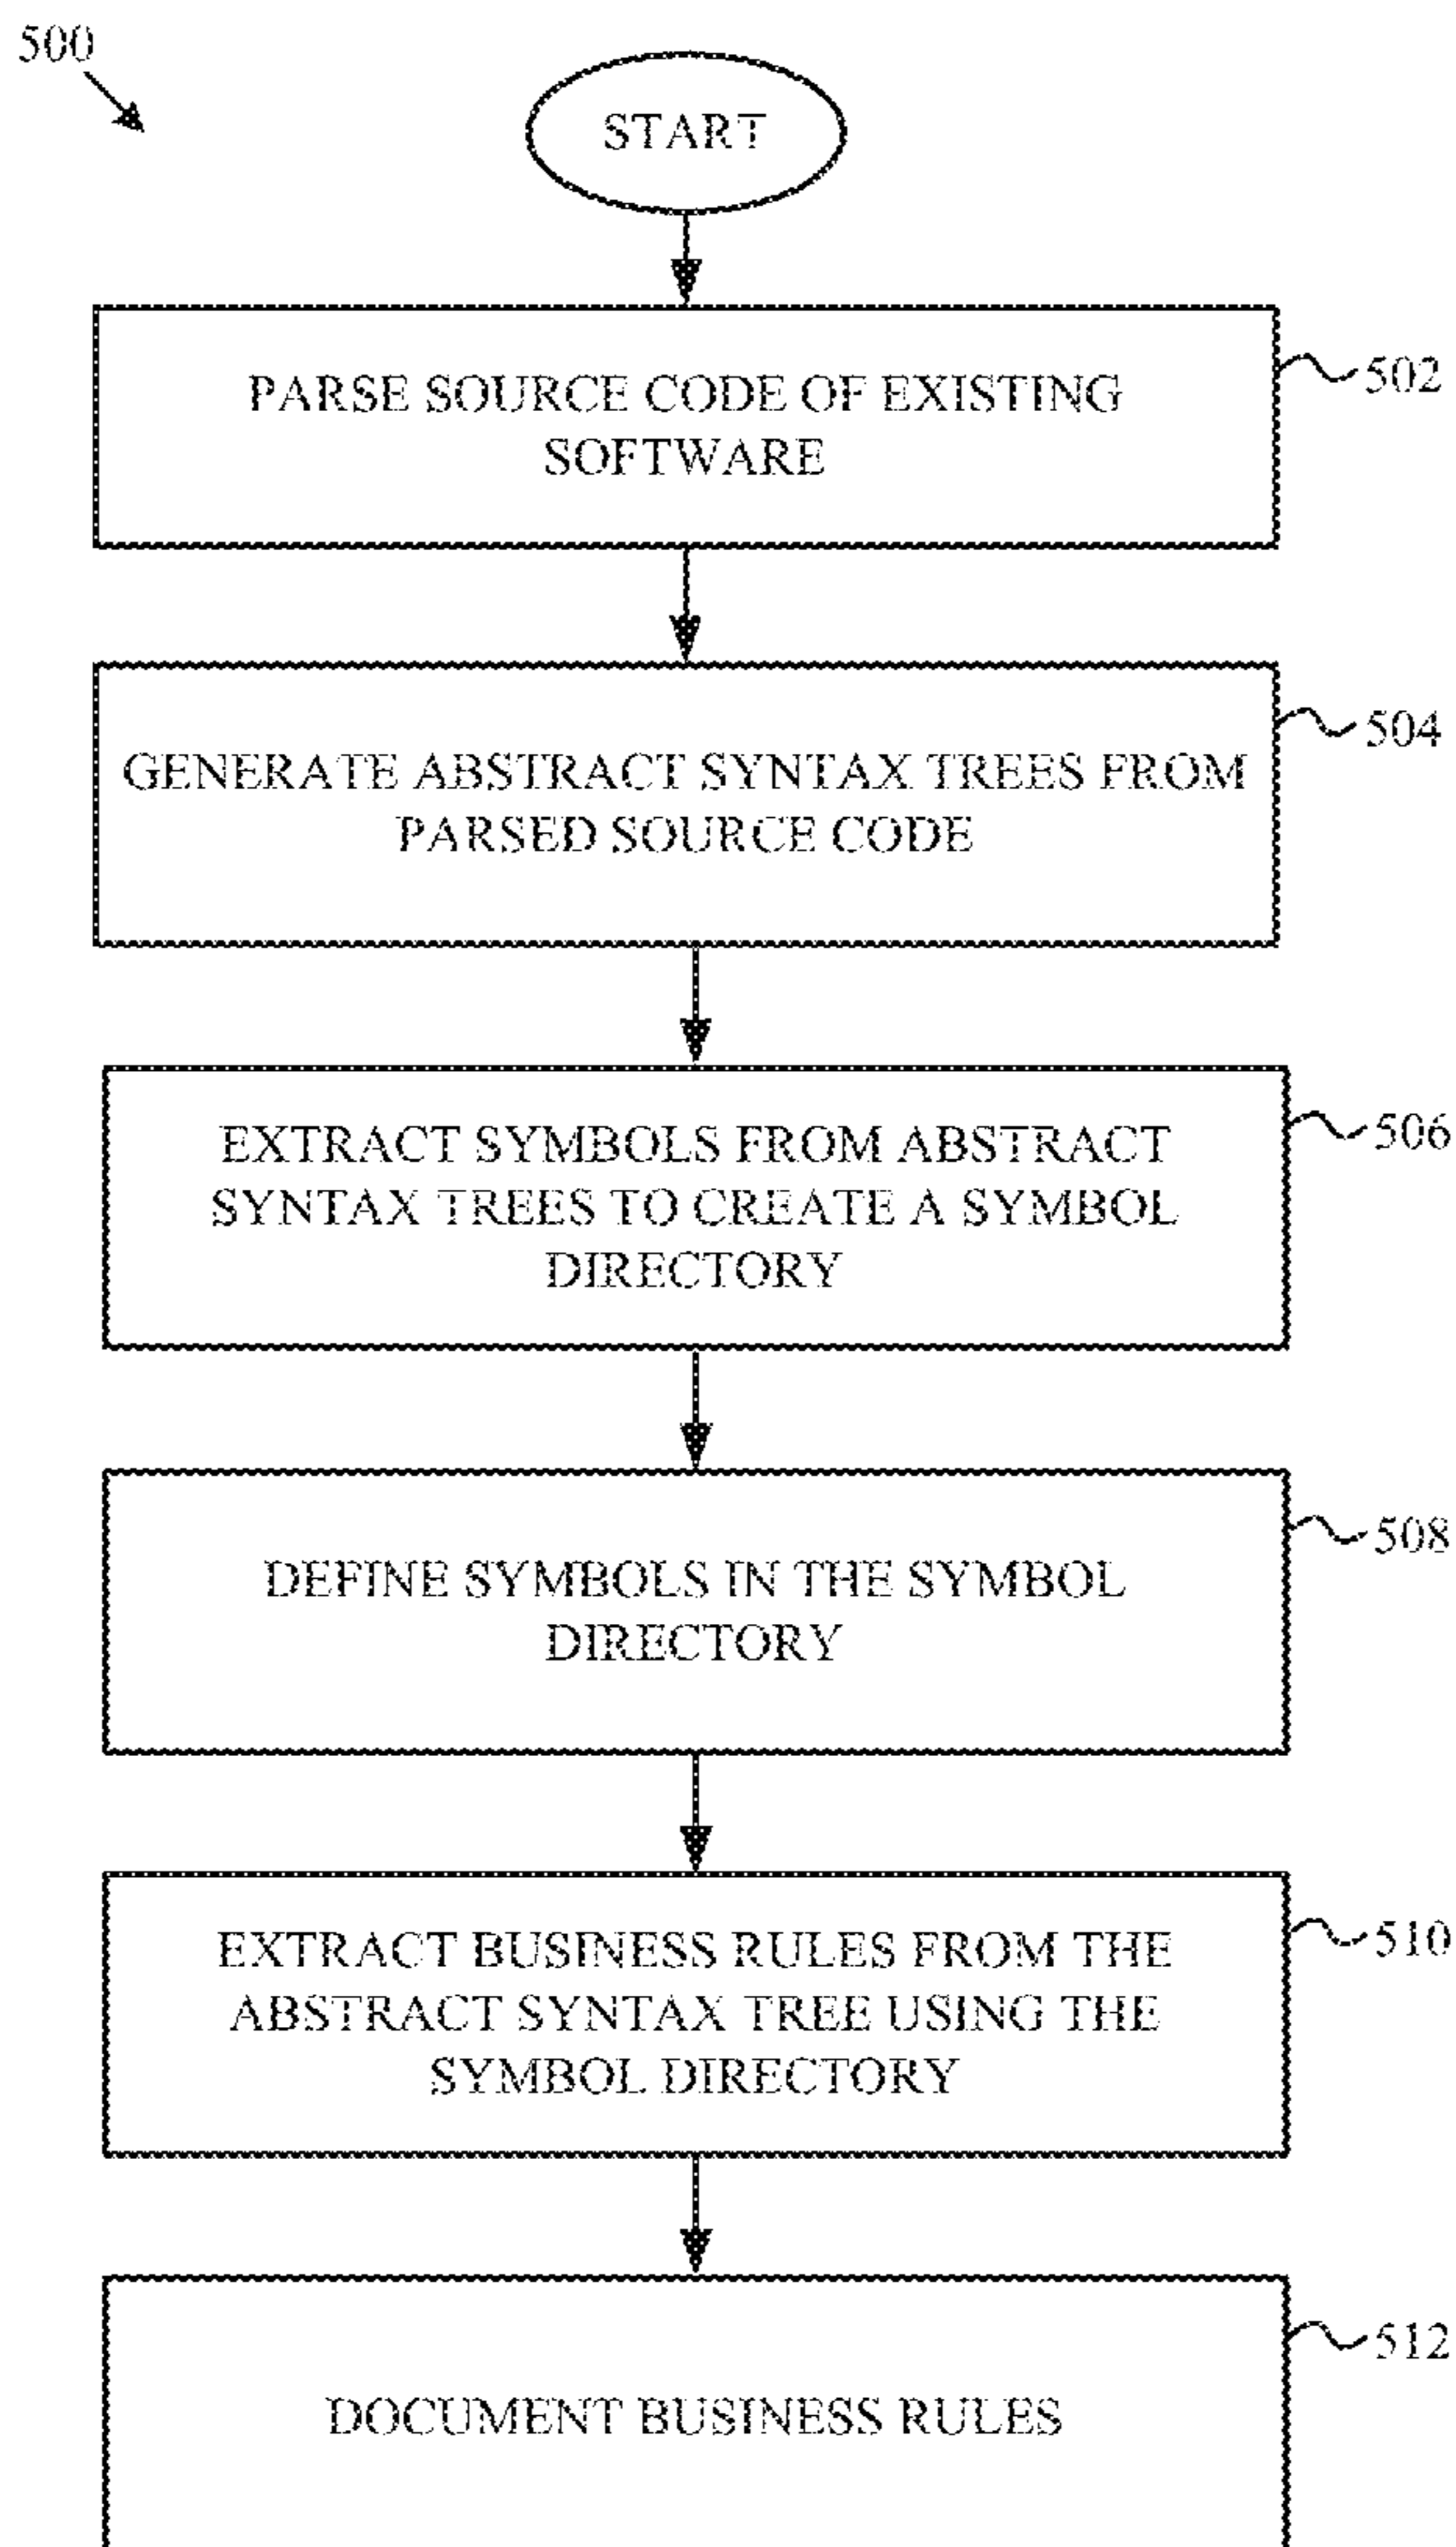 500
START
PARSE SOURCE CODE OF EXISTING
SOFTWARE
502
GENERATE ABSTRACT SYNTAX TREES FROM
PARSED SOURCE CODE
504
EXTRACT SYMBOLS FROM ABSTRACT
SYNTAX TREES TO CREATE A SYMBOL
DIRECTORY
506
DEFINE SYMBOLS IN THE SYMBOL
DIRECTORY
508
EXTRACT BUSINESS RULES FROM THE
ABSTRACT SYNTAX TREE USING THE
SYMBOL DIRECTORY
510
DOCUMENT BUSINESS RULES
512